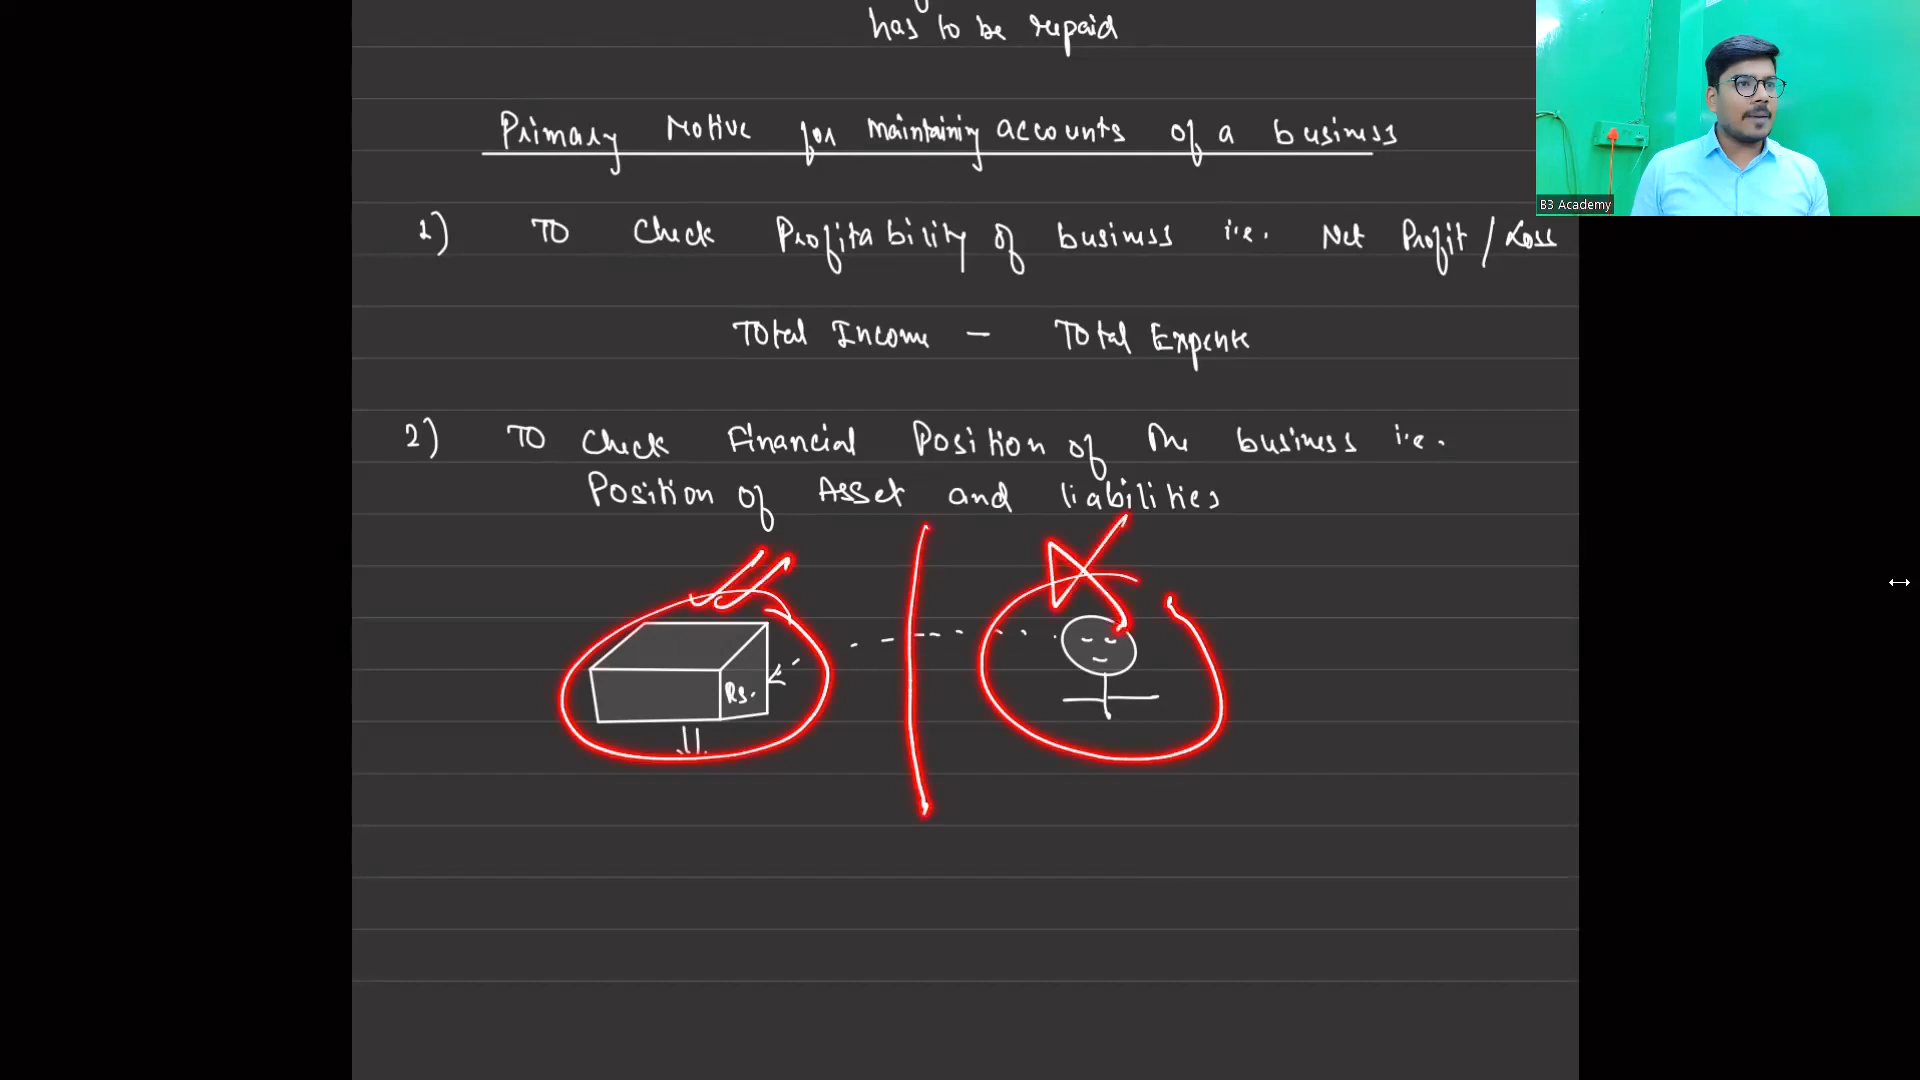 has to be repaid
B3 Academy
Primary Motive for maintaining accounts of a business
1) To Check Profitability of business i.e. Net Profit / Loss
Total Income - Total Expense
2) To Check Financial Position of the business i.e.
Position of Asset and liabilities
Rs.